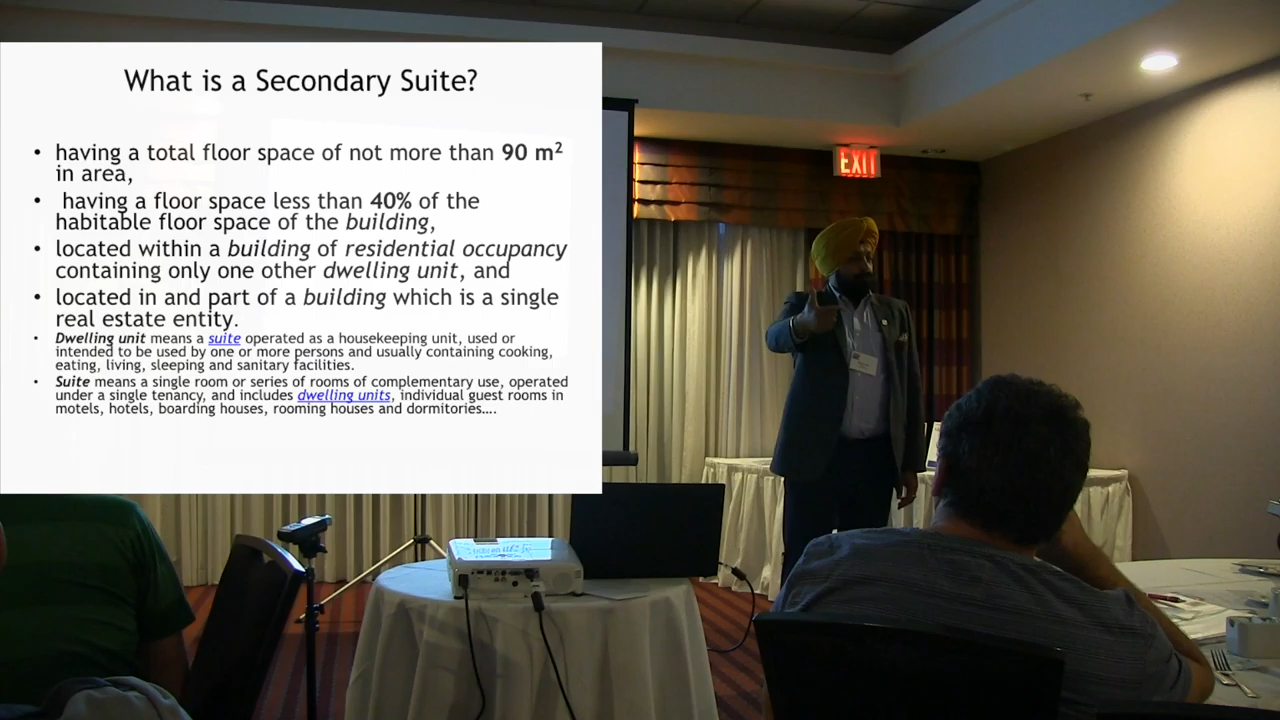 What is a Secondary Suite?
• having a total floor space of not more than 90 m²
in area,
• having a floor space less than 40% of the
habitable floor space of the building,
• located within a building of residential occupancy
containing only one other dwelling unit, and
• located in and part of a building which is a single
real estate entity.
• Dwelling unit means a suite operated as a housekeeping unit, used or
intended to be used by one or more persons and usually containing cooking,
eating, living, sleeping and sanitary facilities.
• Suite means a single room or series of rooms of complementary use, operated
under a single tenancy, and includes dwelling units, individual guest rooms in
motels, hotels, boarding houses, rooming houses and dormitories….
EXIT